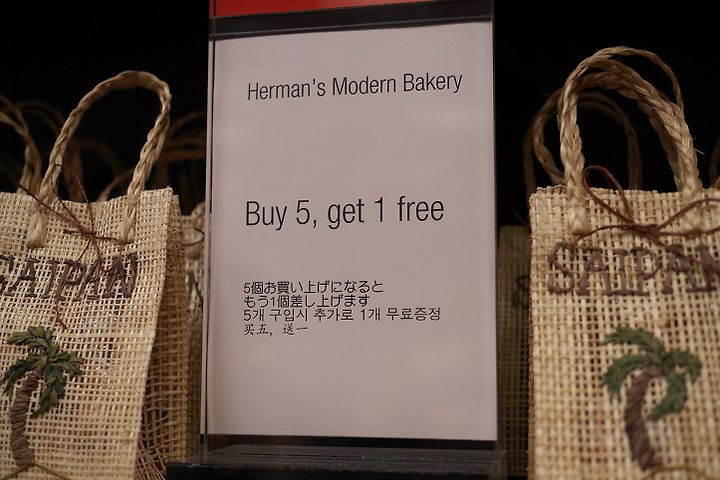 Herman's Modern Bakery
Buy 5, get 1 free
5個お買い上げになると
もう1個差し上げます
5개 구입시 추가로 1개 무료증정
买五, 送一
SAIPAN
SAIPAN